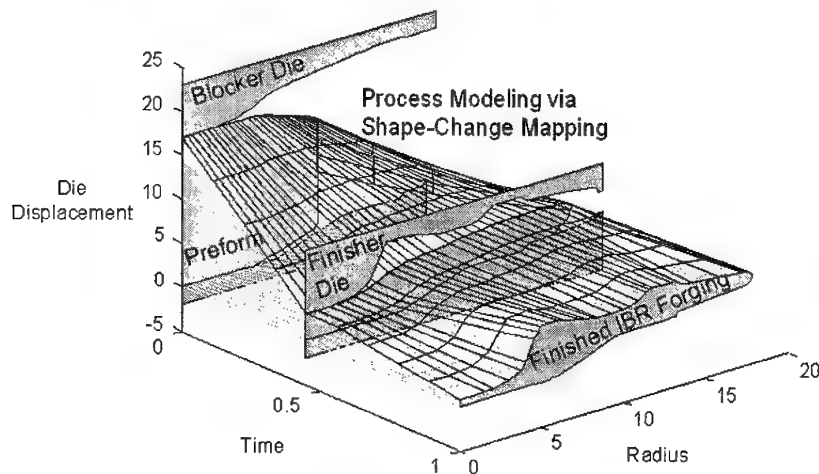 25
Blocker Die
20
Process Modeling via
Shape-Change Mapping
15
Die
Displacement
10
5
Preform
Finisher
Die
0
-5
Finished IBR Forging
0
0.5
1
Time
0
5
10
15
20
Radius